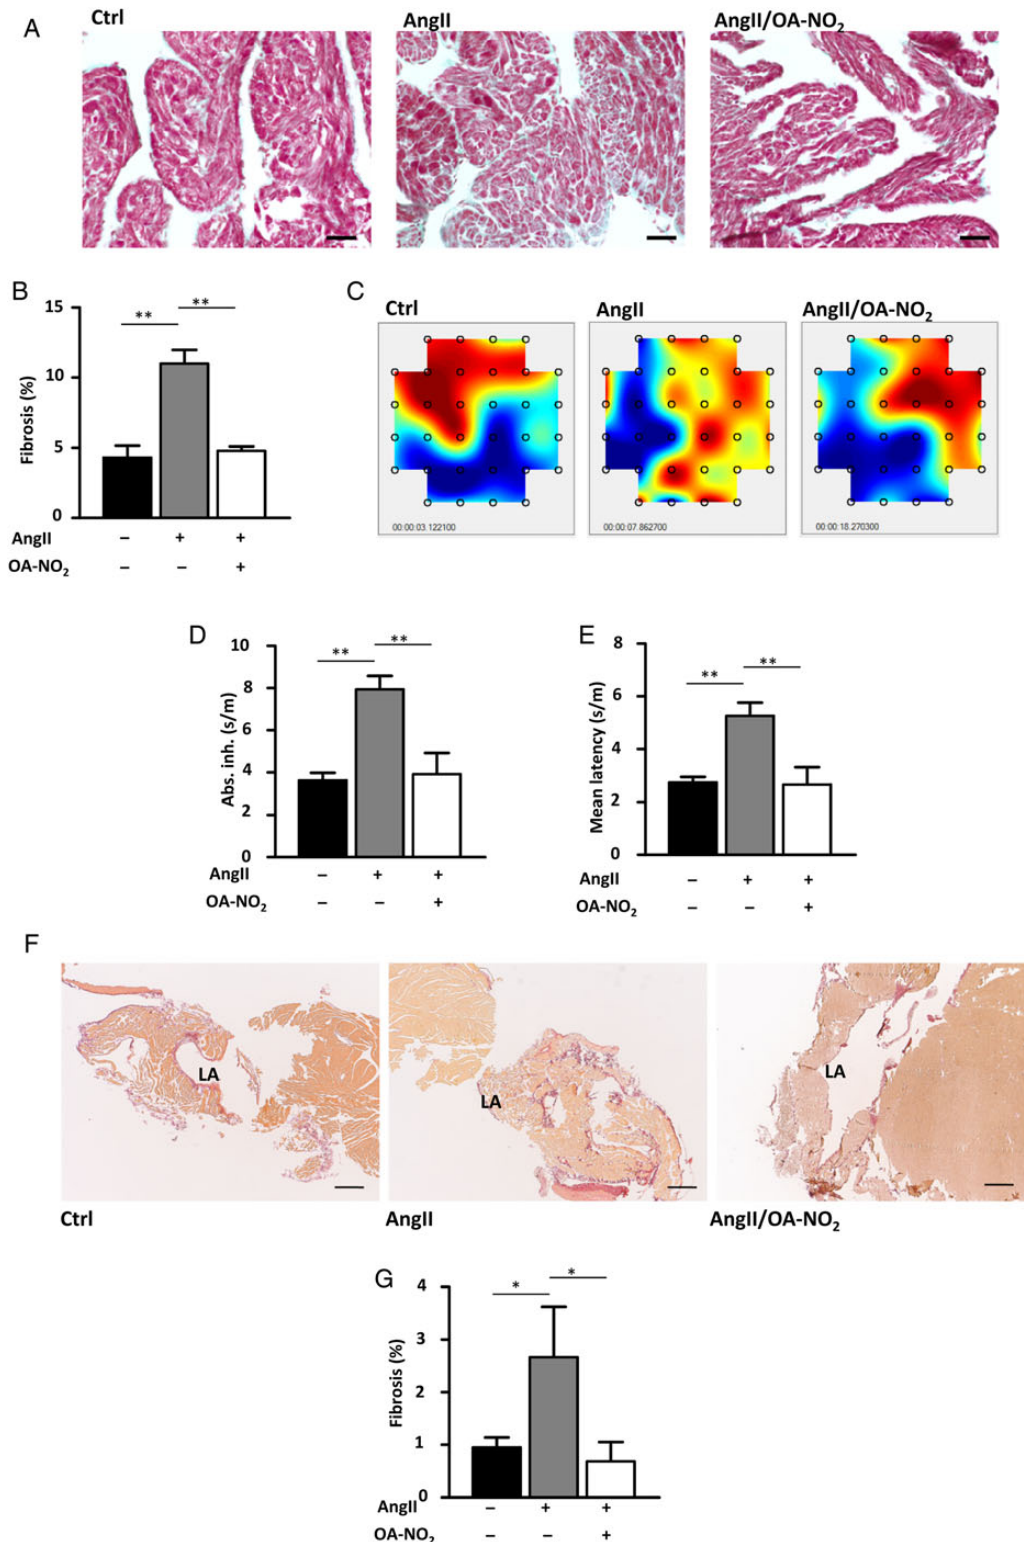 A
Ctrl
AngII
AngII/OA-NO₂
B
Fibrosis (%)
15
10
5
0
** **
AngII – + +
OA-NO₂ – – +
C
Ctrl
AngII
AngII/OA-NO₂
00:00:03.122100
00:00:07.862700
00:00:18.270300
D
Abs. inh. (s/m)
10
8
6
4
2
0
** **
AngII – + +
OA-NO₂ – – +
E
Mean latency (s/m)
8
6
4
2
0
** **
AngII – + +
OA-NO₂ – – +
F
LA
LA
LA
Ctrl
AngII
AngII/OA-NO₂
G
Fibrosis (%)
4
3
2
1
0
* *
AngII – + +
OA-NO₂ – – +